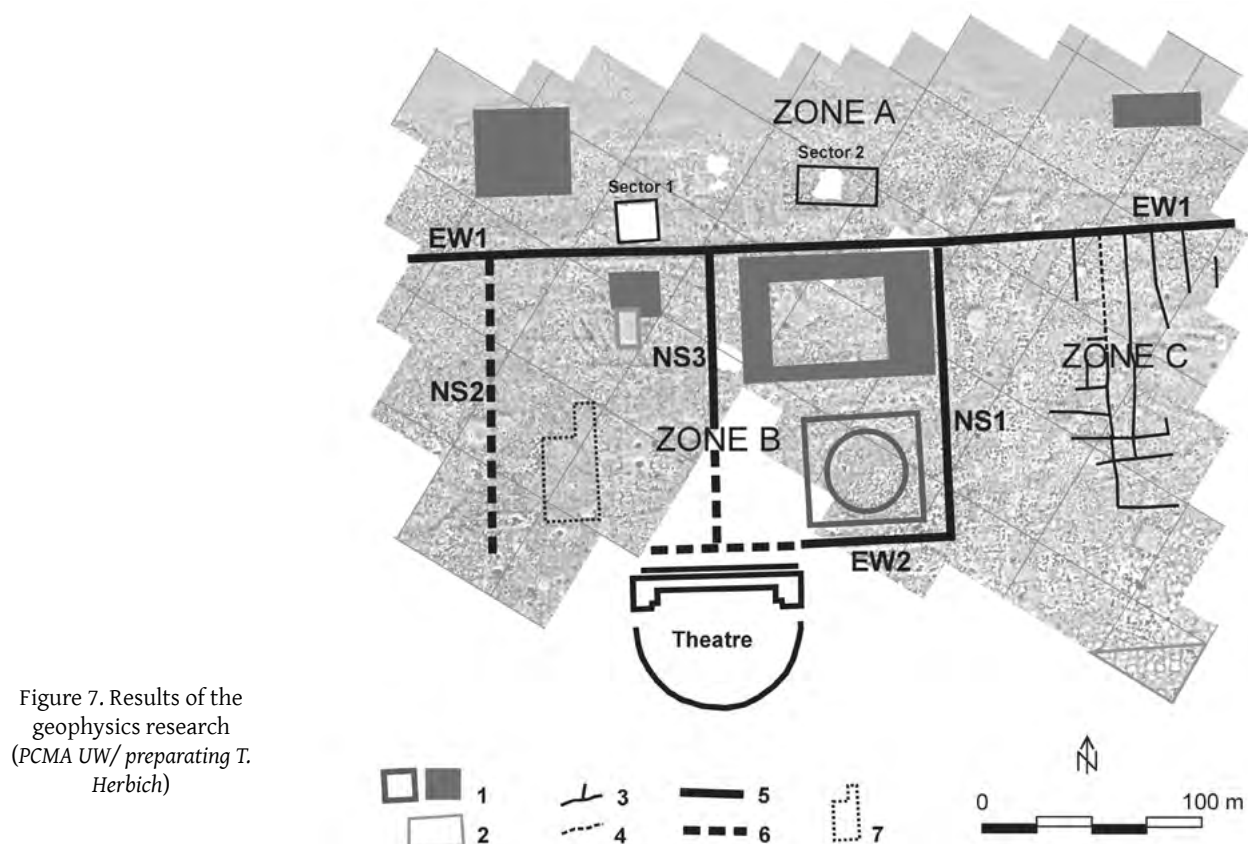 ZONE A
Sector 2
Sector 1
EW1
EW1
NS3
ZONE C
NS2
NS1
ZONE B
EW2
Theatre
Figure 7. Results of the
geophysics research
(PCMA UW/ preparating T.
Herbich)
N
1
3
5
7
2
4
6
0
100 m